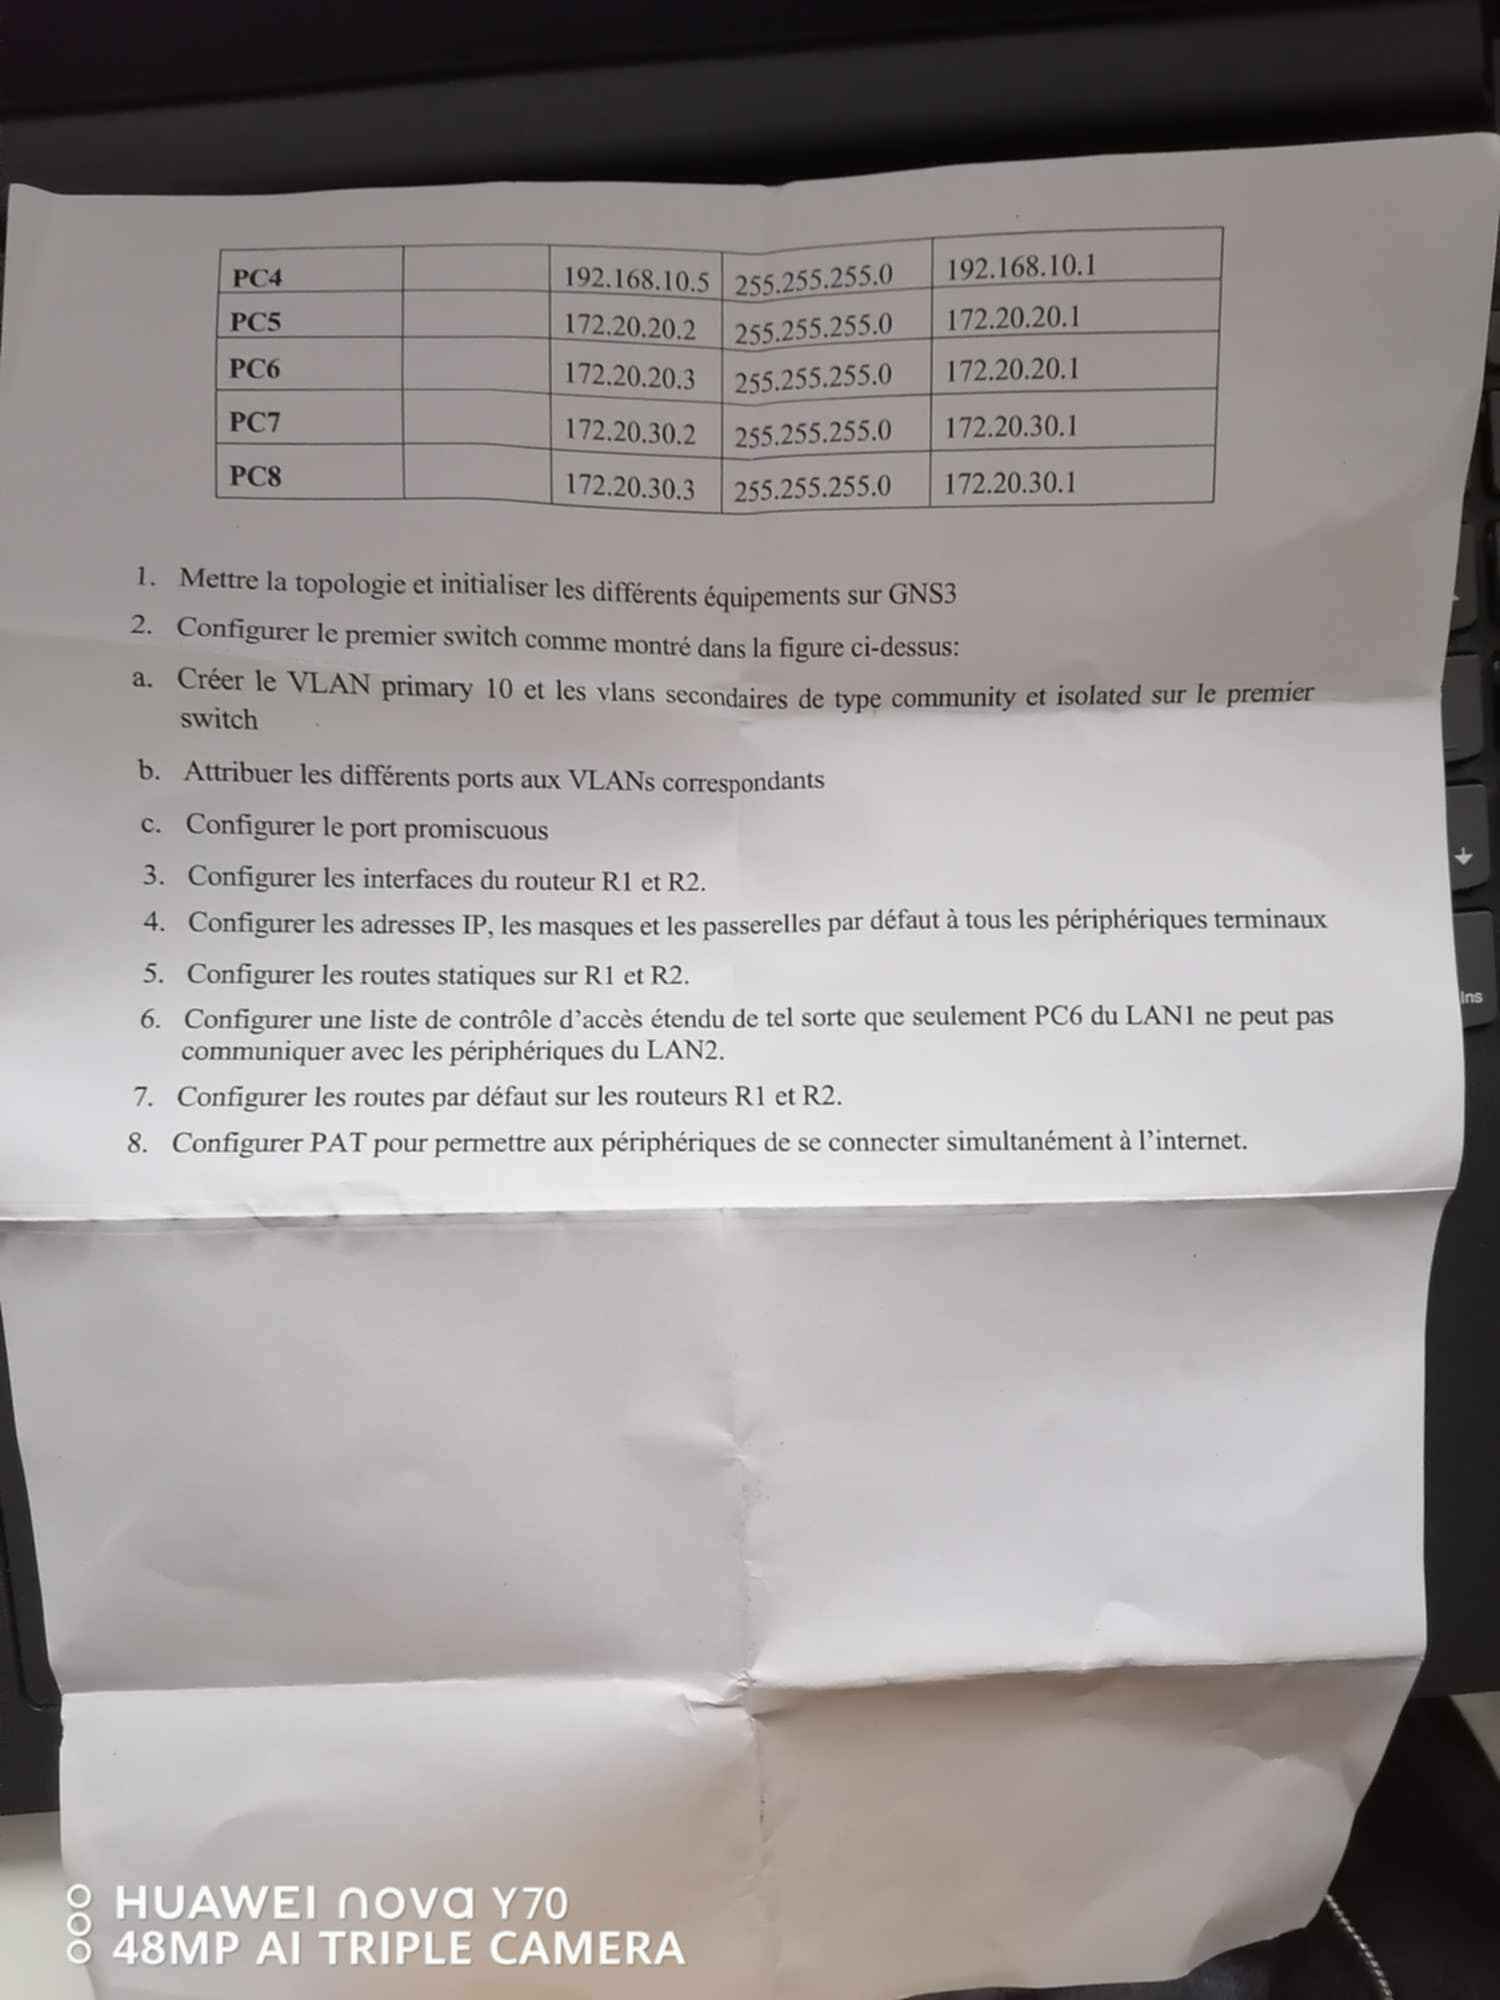 PC4 192.168.10.5 255.255.255.0 192.168.10.1
PC5 172.20.20.2 255.255.255.0 172.20.20.1
PC6 172.20.20.3 255.255.255.0 172.20.20.1
PC7 172.20.30.2 255.255.255.0 172.20.30.1
PC8 172.20.30.3 255.255.255.0 172.20.30.1
1. Mettre la topologie et initialiser les différents équipements sur GNS3
2. Configurer le premier switch comme montré dans la figure ci-dessus:
a. Créer le VLAN primary 10 et les vlans secondaires de type community et isolated sur le premier
switch
b. Attribuer les différents ports aux VLANs correspondants
c. Configurer le port promiscuous
3. Configurer les interfaces du routeur R1 et R2.
4. Configurer les adresses IP, les masques et les passerelles par défaut à tous les périphériques terminaux
5. Configurer les routes statiques sur R1 et R2.
6. Configurer une liste de contrôle d'accès étendu de tel sorte que seulement PC6 du LAN1 ne peut pas
communiquer avec les périphériques du LAN2.
7. Configurer les routes par défaut sur les routeurs R1 et R2.
8. Configurer PAT pour permettre aux périphériques de se connecter simultanément à l'internet.
Ins
HUAWEI nova Y70
48MP AI TRIPLE CAMERA